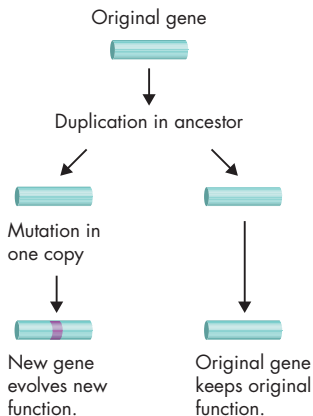 Original gene
Duplication in ancestor
Mutation in
one copy
New gene
evolves new
function.
Original gene
keeps original
function.